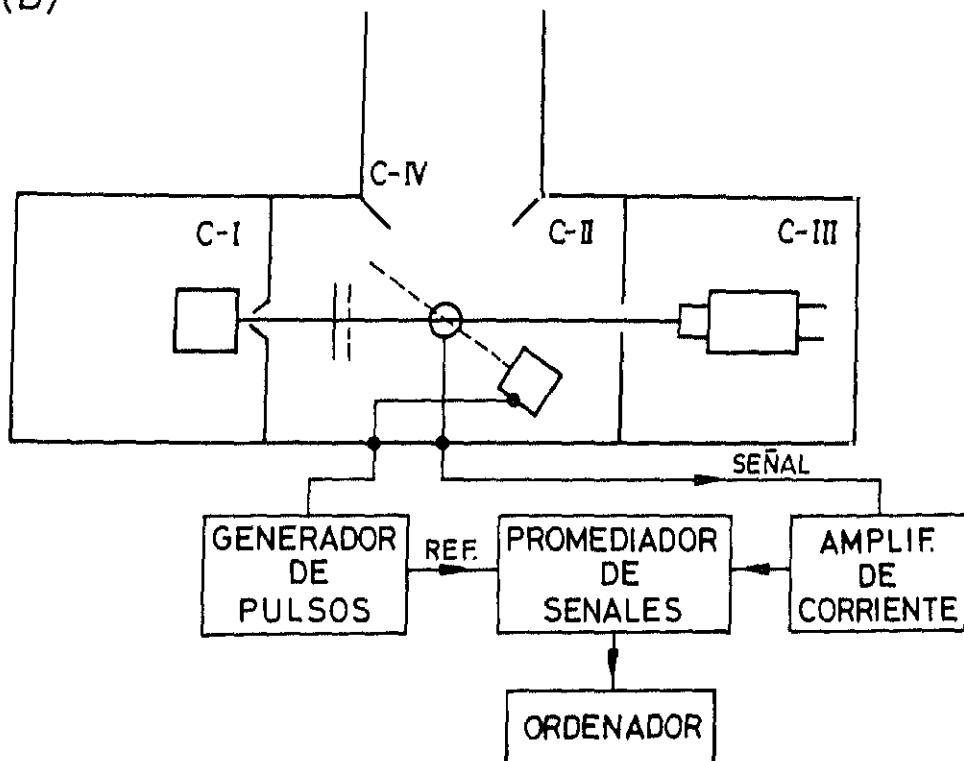 (b)
C-IV
C-I
C-II
C-III
SEÑAL
GENERADOR
DE
PULSOS
REF.
PROMEDIADOR
DE
SENALES
AMPLIF.
DE
CORRIENTE
ORDENADOR